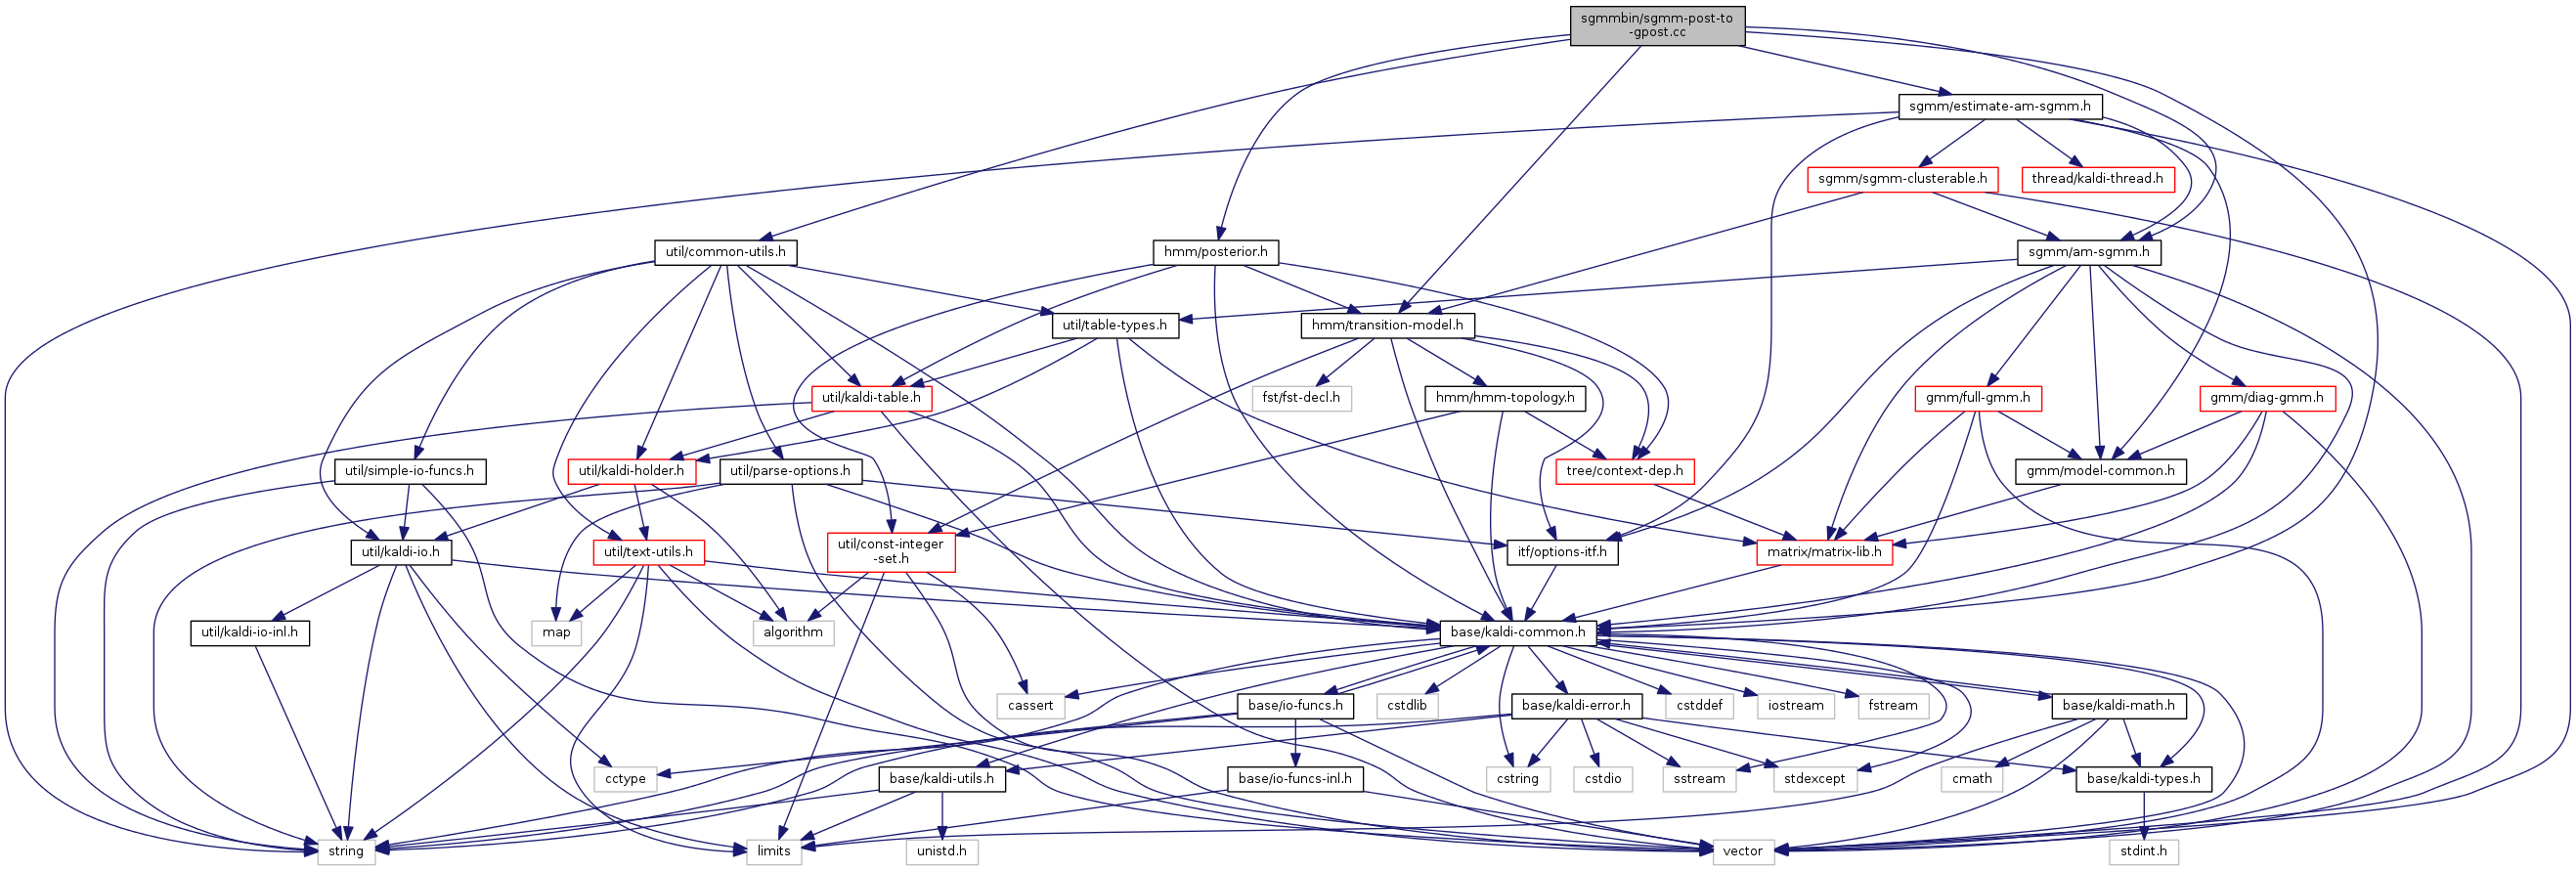 sgmmbin/sgmm-post-to
-gpost.cc
sgmm/estimate-am-sgmm.h
sgmm/sgmm-clusterable.h
thread/kaldi-thread.h
util/common-utils.h
hmm/posterior.h
sgmm/am-sgmm.h
util/table-types.h
hmm/transition-model.h
util/kaldi-table.h
fst/fst-decl.h
hmm/hmm-topology.h
gmm/full-gmm.h
gmm/diag-gmm.h
util/simple-io-funcs.h
util/kaldi-holder.h
util/parse-options.h
tree/context-dep.h
gmm/model-common.h
util/kaldi-io.h
util/text-utils.h
util/const-integer
-set.h
itf/options-itf.h
matrix/matrix-lib.h
util/kaldi-io-inl.h
map
algorithm
base/kaldi-common.h
cassert
base/io-funcs.h
cstdlib
base/kaldi-error.h
cstddef
iostream
fstream
base/kaldi-math.h
cctype
base/kaldi-utils.h
base/io-funcs-inl.h
cstring
cstdio
sstream
stdexcept
cmath
base/kaldi-types.h
string
limits
unistd.h
vector
stdint.h